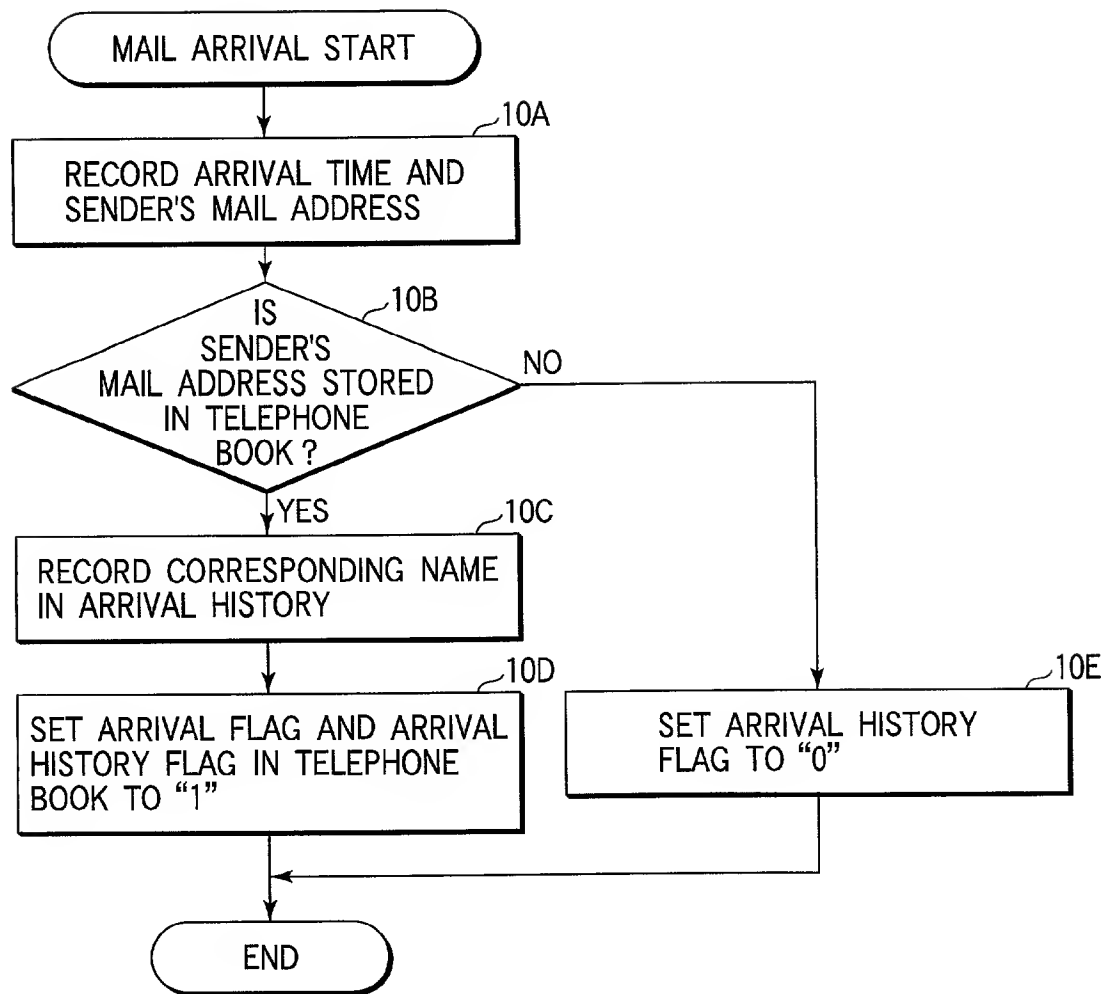 MAIL ARRIVAL START
10A
RECORD ARRIVAL TIME AND
SENDER'S MAIL ADDRESS
10B
IS
SENDER'S
MAIL ADDRESS STORED
IN TELEPHONE
BOOK?
NO
YES
10C
RECORD CORRESPONDING NAME
IN ARRIVAL HISTORY
10D
SET ARRIVAL FLAG AND ARRIVAL
HISTORY FLAG IN TELEPHONE
BOOK TO “1”
10E
SET ARRIVAL HISTORY
FLAG TO “0”
END